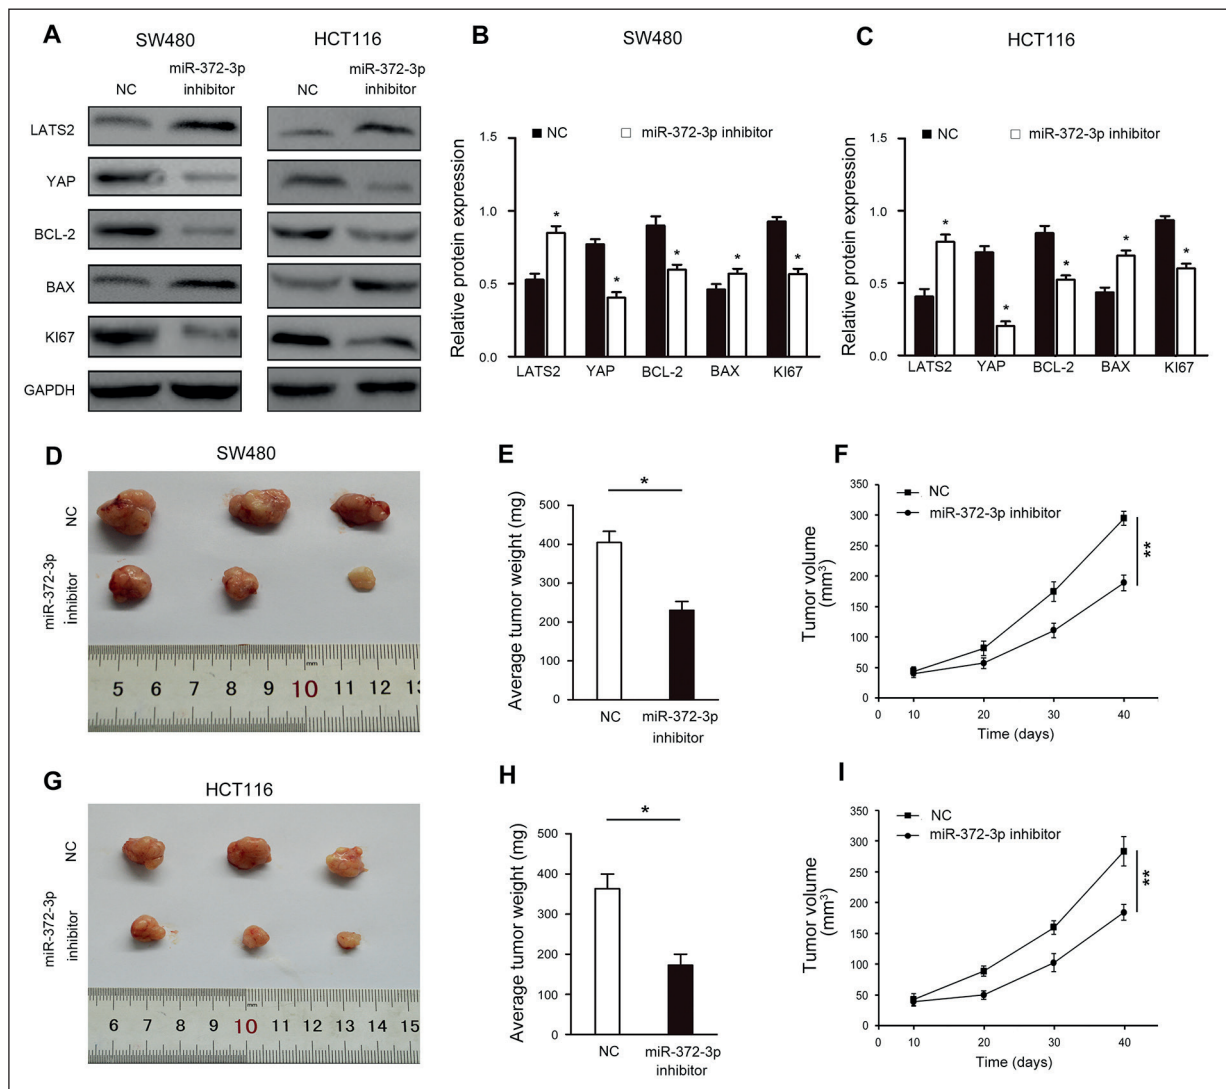 A
SW480
HCT116
NC
miR-372-3p
inhibitor
NC
miR-372-3p
inhibitor
LATS2
YAP
BCL-2
BAX
KI67
GAPDH
B
SW480
NC
miR-372-3p inhibitor
Relative protein expression
1.5
1.0
0.5
0.0
*
*
*
*
*
LATS2 YAP BCL-2 BAX KI67
C
HCT116
NC
miR-372-3p inhibitor
Relative protein expression
1.5
1.0
0.5
0.0
*
*
*
*
*
LATS2 YAP BCL-2 BAX KI67
D
SW480
NC
miR-372-3p
inhibitor
mm
5 6 7 8 9 10 11 12 13
E
*
Average tumor weight (mg)
500
400
300
200
100
0
NC
miR-372-3p
inhibitor
F
NC
miR-372-3p inhibitor
Tumor volume
(mm³)
350
300
200
150
100
50
0
**
0 10 20 30 40
Time (days)
G
HCT116
NC
miR-372-3p
inhibitor
mm
6 7 8 9 10 11 12 13 14 15
H
*
Average tumor weight (mg)
500
400
300
200
100
0
NC
miR-372-3p
inhibitor
I
NC
miR-372-3p inhibitor
Tumor volume
(mm³)
350
300
200
150
100
50
0
**
0 10 20 30 40
Time (days)